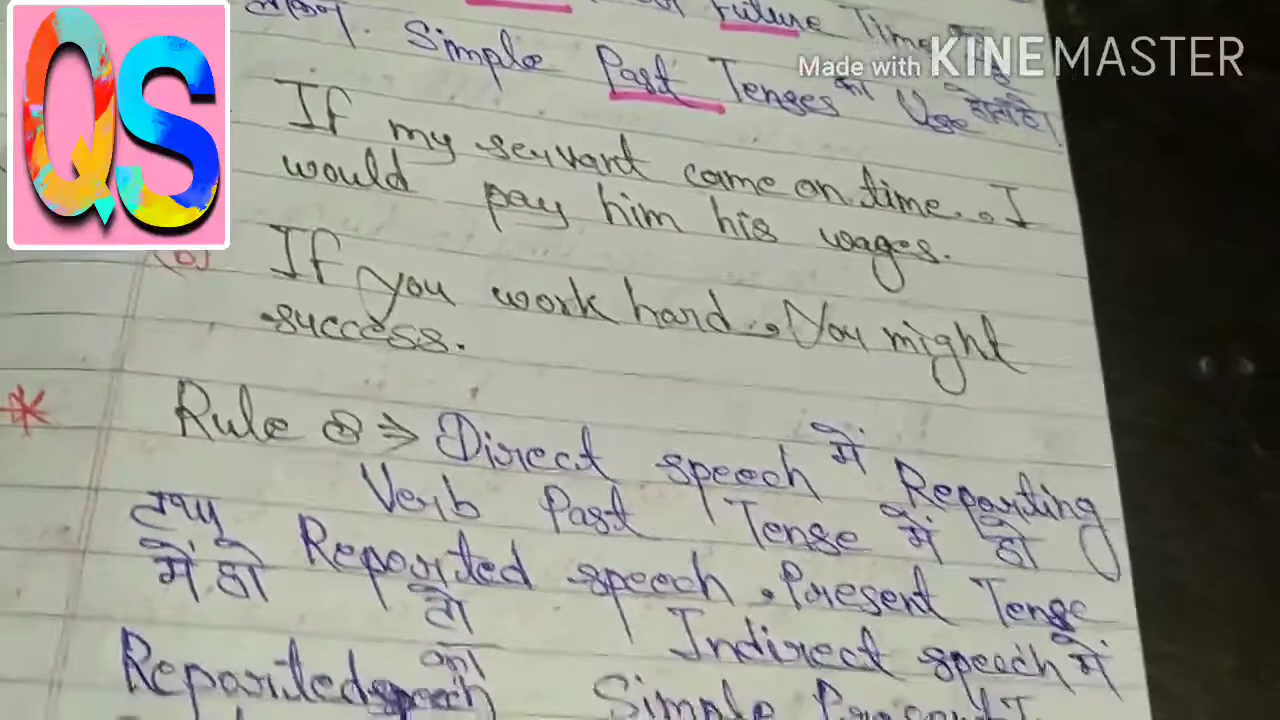 QS
Future Time
Made with KINEMASTER
Simple Past Tenses का Use होता है।
If my servant came on time. I
would pay him his wages.
(b) If you work hard. You might
success.
Rule ⇒ Direct speech में Reporting
Verb Past Tense में हो
तथा Reported speech Present Tense
में हो तो Indirect speech में
Reported speech का Simple Present